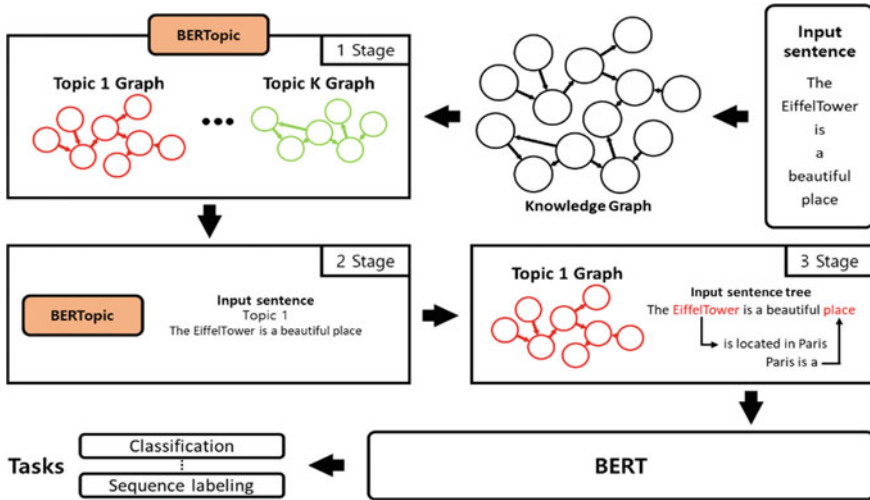 BERTopic
1 Stage
Topic 1 Graph
Topic K Graph
Knowledge Graph
Input
sentence
The
EiffelTower
is
a
beautiful
place
2 Stage
BERTopic
Input sentence
Topic 1
The EiffelTower is a beautiful place
3 Stage
Topic 1 Graph
Input sentence tree
The EiffelTower is a beautiful place
is located in Paris
Paris is a
Tasks
Classification
Sequence labeling
BERT